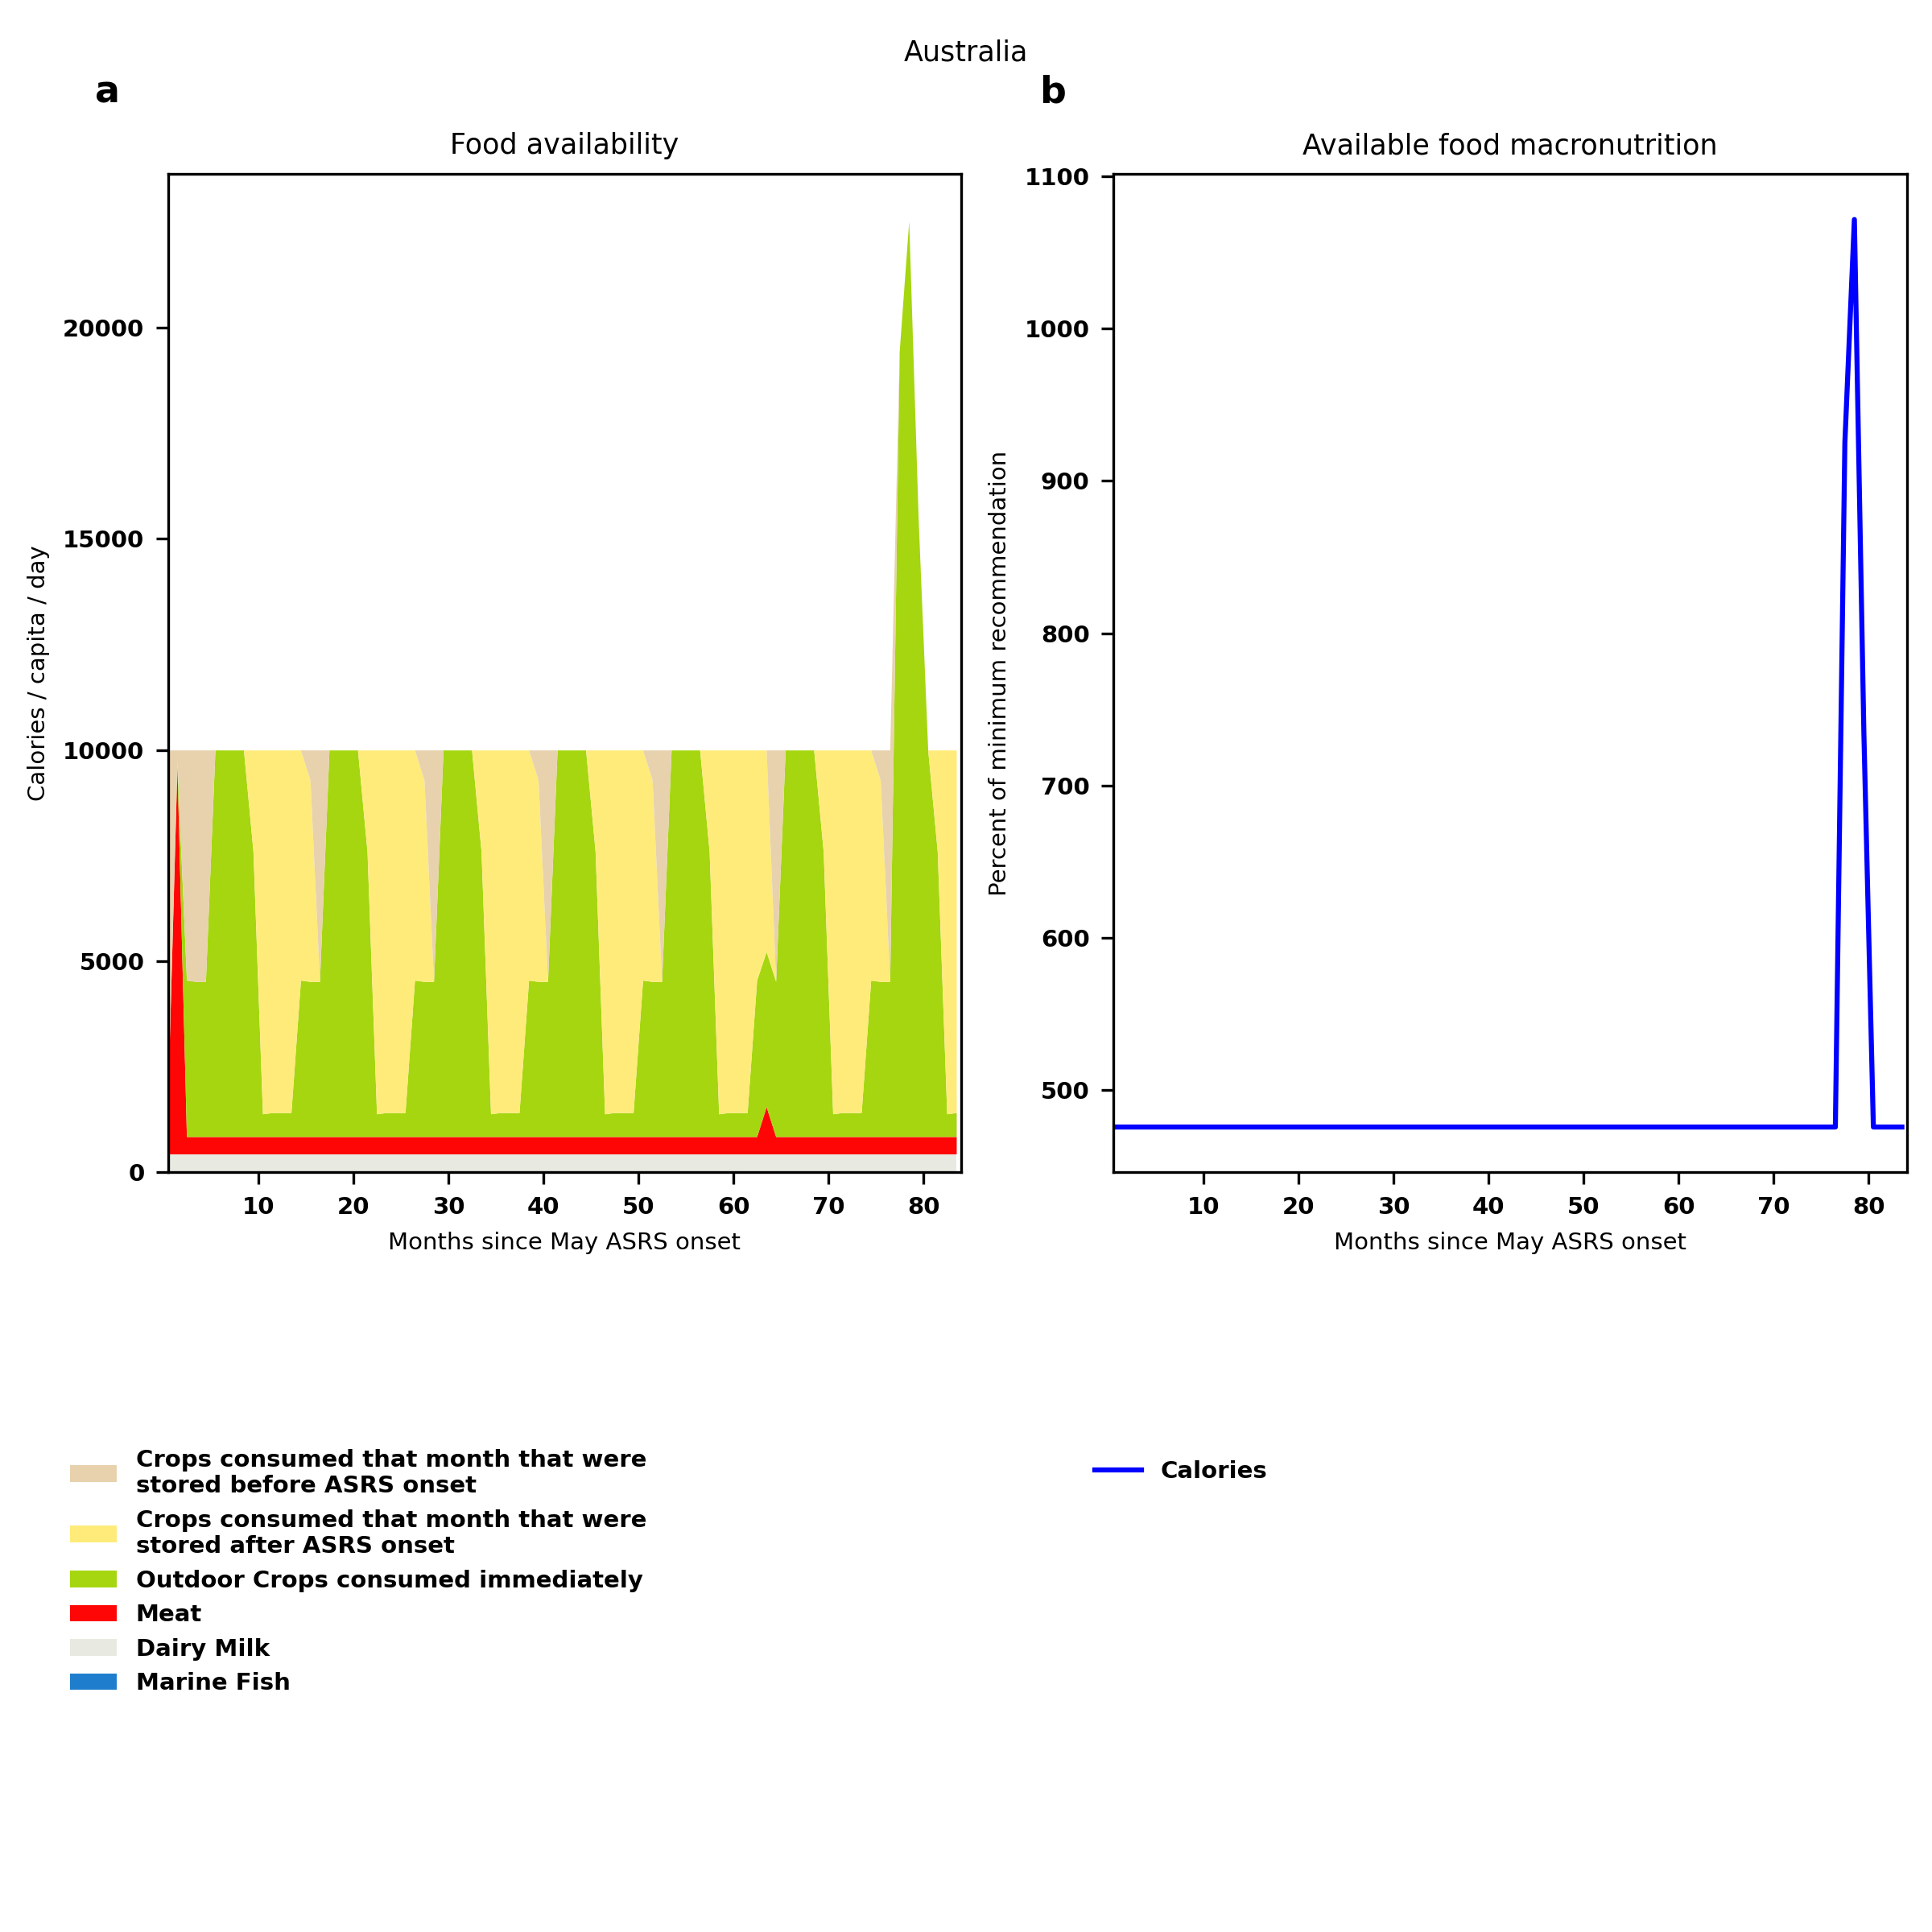 Australia
a
Food availability
Calories / capita / day
20000
15000
10000
5000
0
10 20 30 40 50 60 70 80
Months since May ASRS onset
b
Available food macronutrition
Percent of minimum recommendation
1100
1000
900
800
700
600
500
10 20 30 40 50 60 70 80
Months since May ASRS onset
Crops consumed that month that were
stored before ASRS onset
Crops consumed that month that were
stored after ASRS onset
Outdoor Crops consumed immediately
Meat
Dairy Milk
Marine Fish
Calories